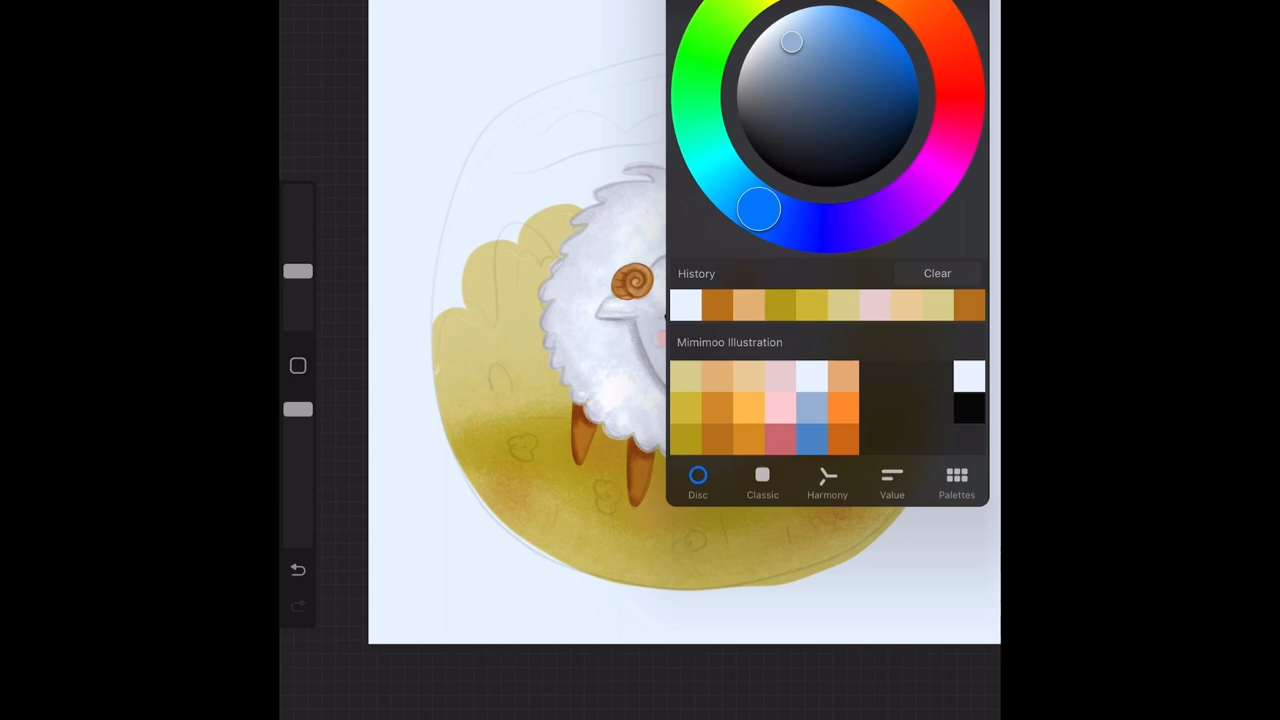 History Clear
Mimimoo Illustration
Disc Classic Harmony Value Palettes